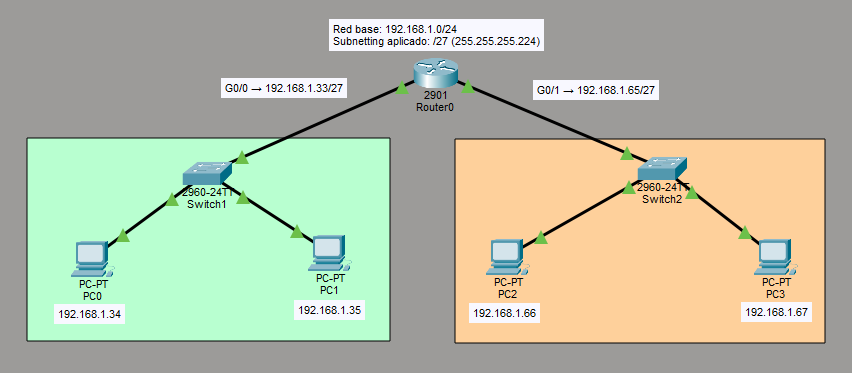 Red base: 192.168.1.0/24
Subnetting aplicado: /27 (255.255.255.224)
G0/0 → 192.168.1.33/27
2901
Router0
G0/1 → 192.168.1.65/27
2960-24TT
Switch1
2960-24TT
Switch2
PC-PT
PC0
192.168.1.34
PC-PT
PC1
192.168.1.35
PC-PT
PC2
192.168.1.66
PC-PT
PC3
192.168.1.67